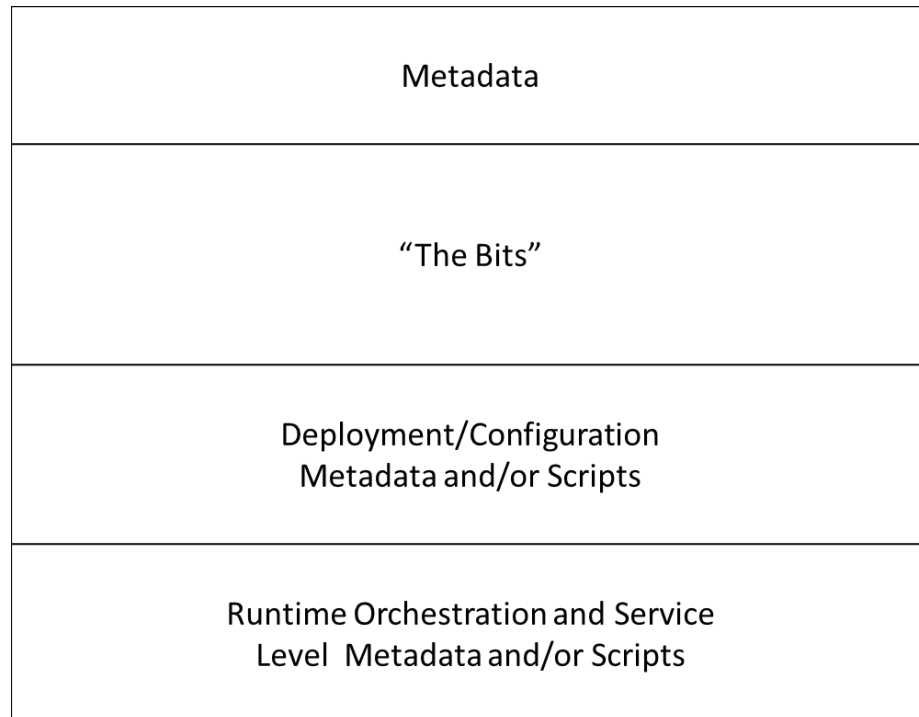 Metadata
“The Bits”
Deployment/Configuration
Metadata and/or Scripts
Runtime Orchestration and Service
Level  Metadata and/or Scripts